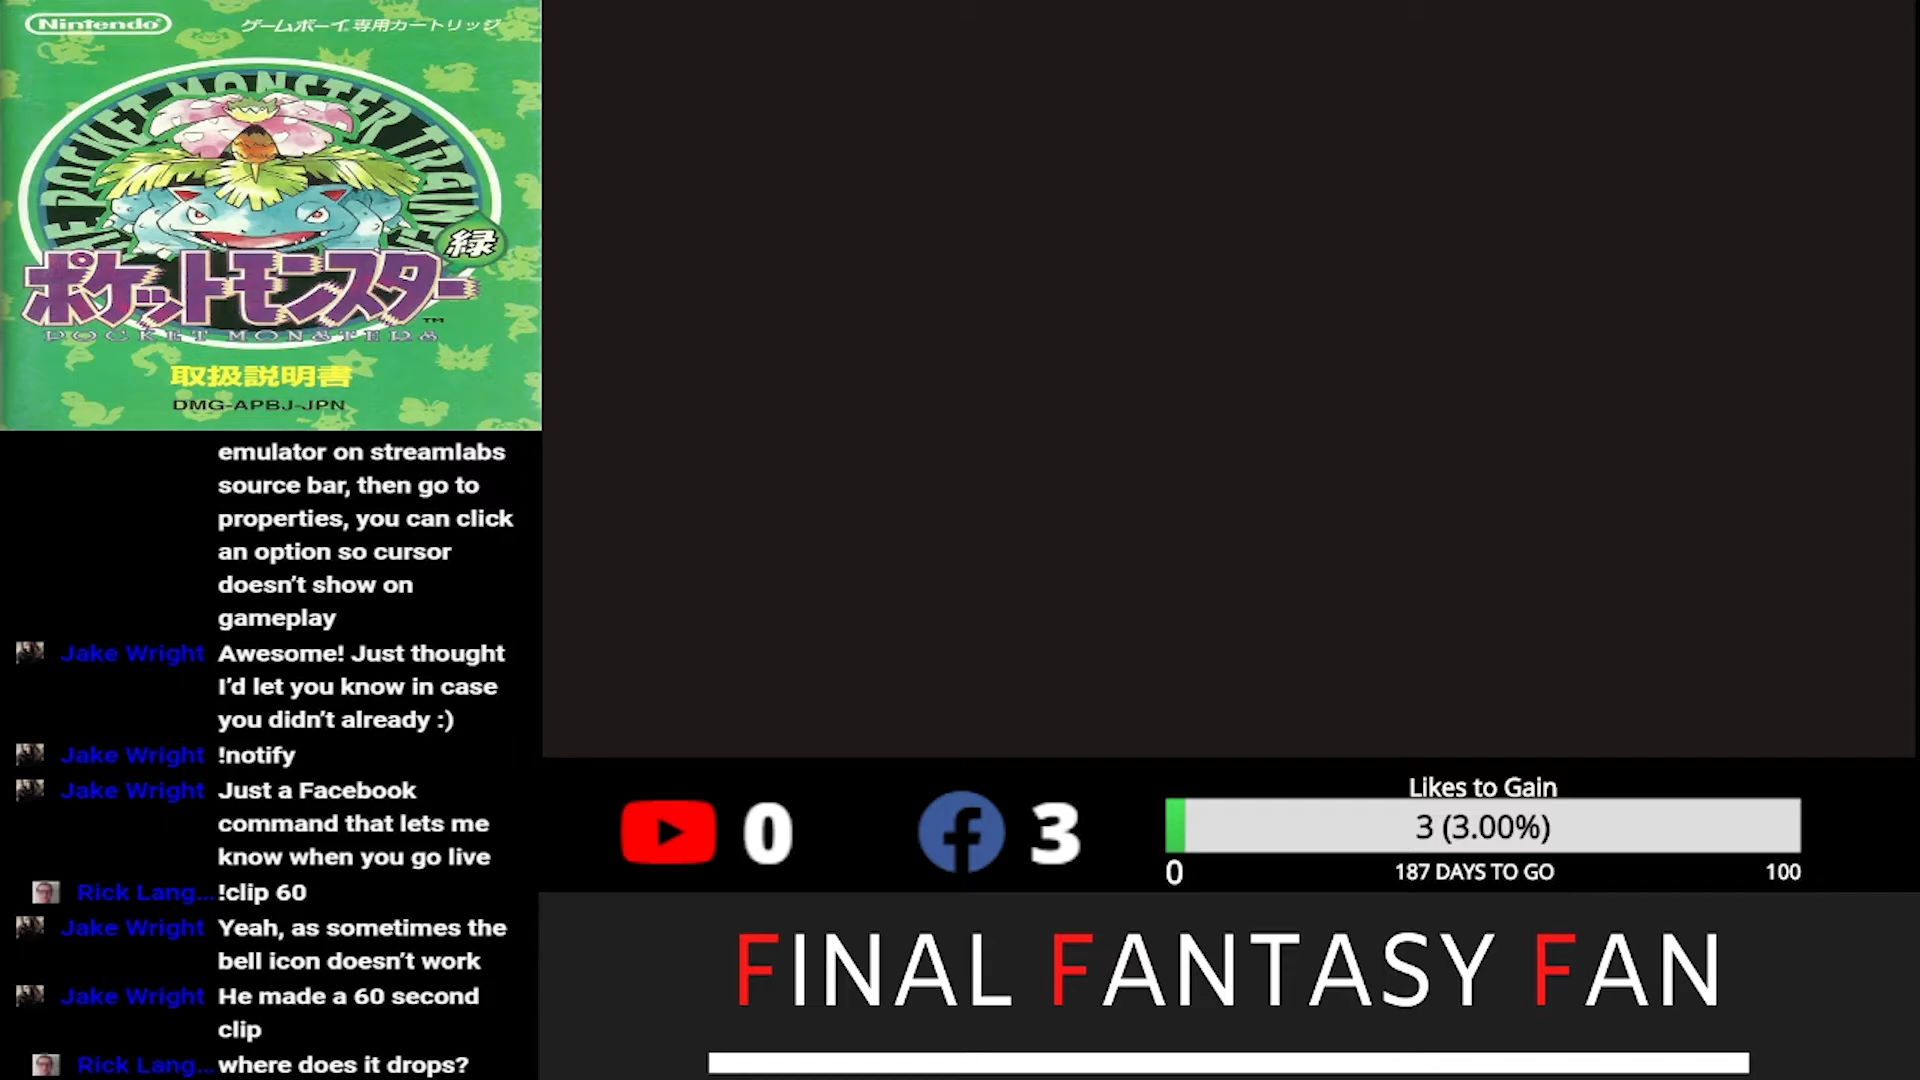 Nintendo
ゲームボーイ専用カートリッジ
THE POCKET MONSTER TRAINER
緑
ポケットモンスター
TM
POCKET MONSTERS
取扱説明書
DMG-APBJ-JPN
emulator on streamlabs
source bar, then go to
properties, you can click
an option so cursor
doesn't show on
gameplay
Jake Wright Awesome! Just thought
I'd let you know in case
you didn't already :)
Jake Wright !notify
Jake Wright Just a Facebook
command that lets me
know when you go live
Rick Lang... !clip 60
Jake Wright Yeah, as sometimes the
bell icon doesn't work
Jake Wright He made a 60 second
clip
Rick Lang... where does it drops?
0
3
Likes to Gain
3 (3.00%)
0 187 DAYS TO GO 100
FINAL FANTASY FAN